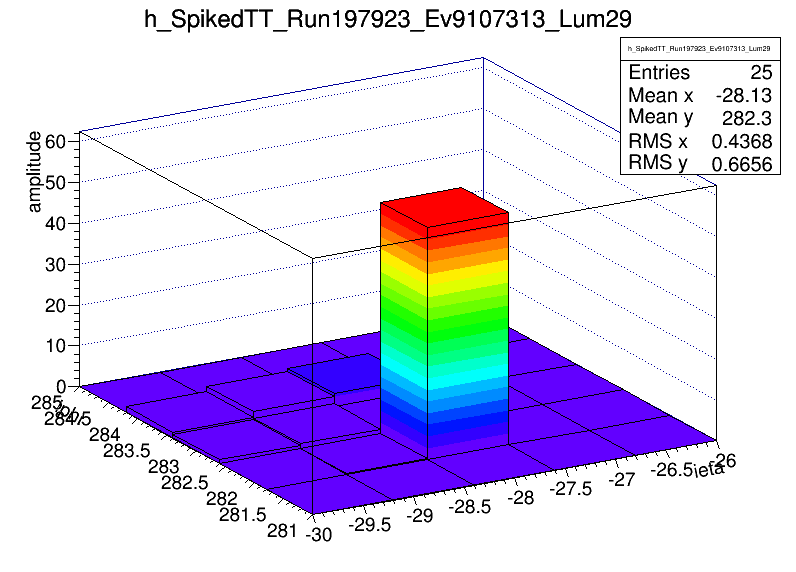 h_SpikedTT_Run197923_Ev9107313_Lum29
h_SpikedTT_Run197923_Ev9107313_Lum29
Entries 25
Mean x -28.13
Mean y 282.3
RMS x 0.4368
RMS y 0.6656
amplitude
60
50
40
30
20
10
0
285
284.5
284
283.5
283
282.5
282
281.5
281
-30
-29.5
-29
-28.5
-28
-27.5
-27
-26.5
-26
ieta